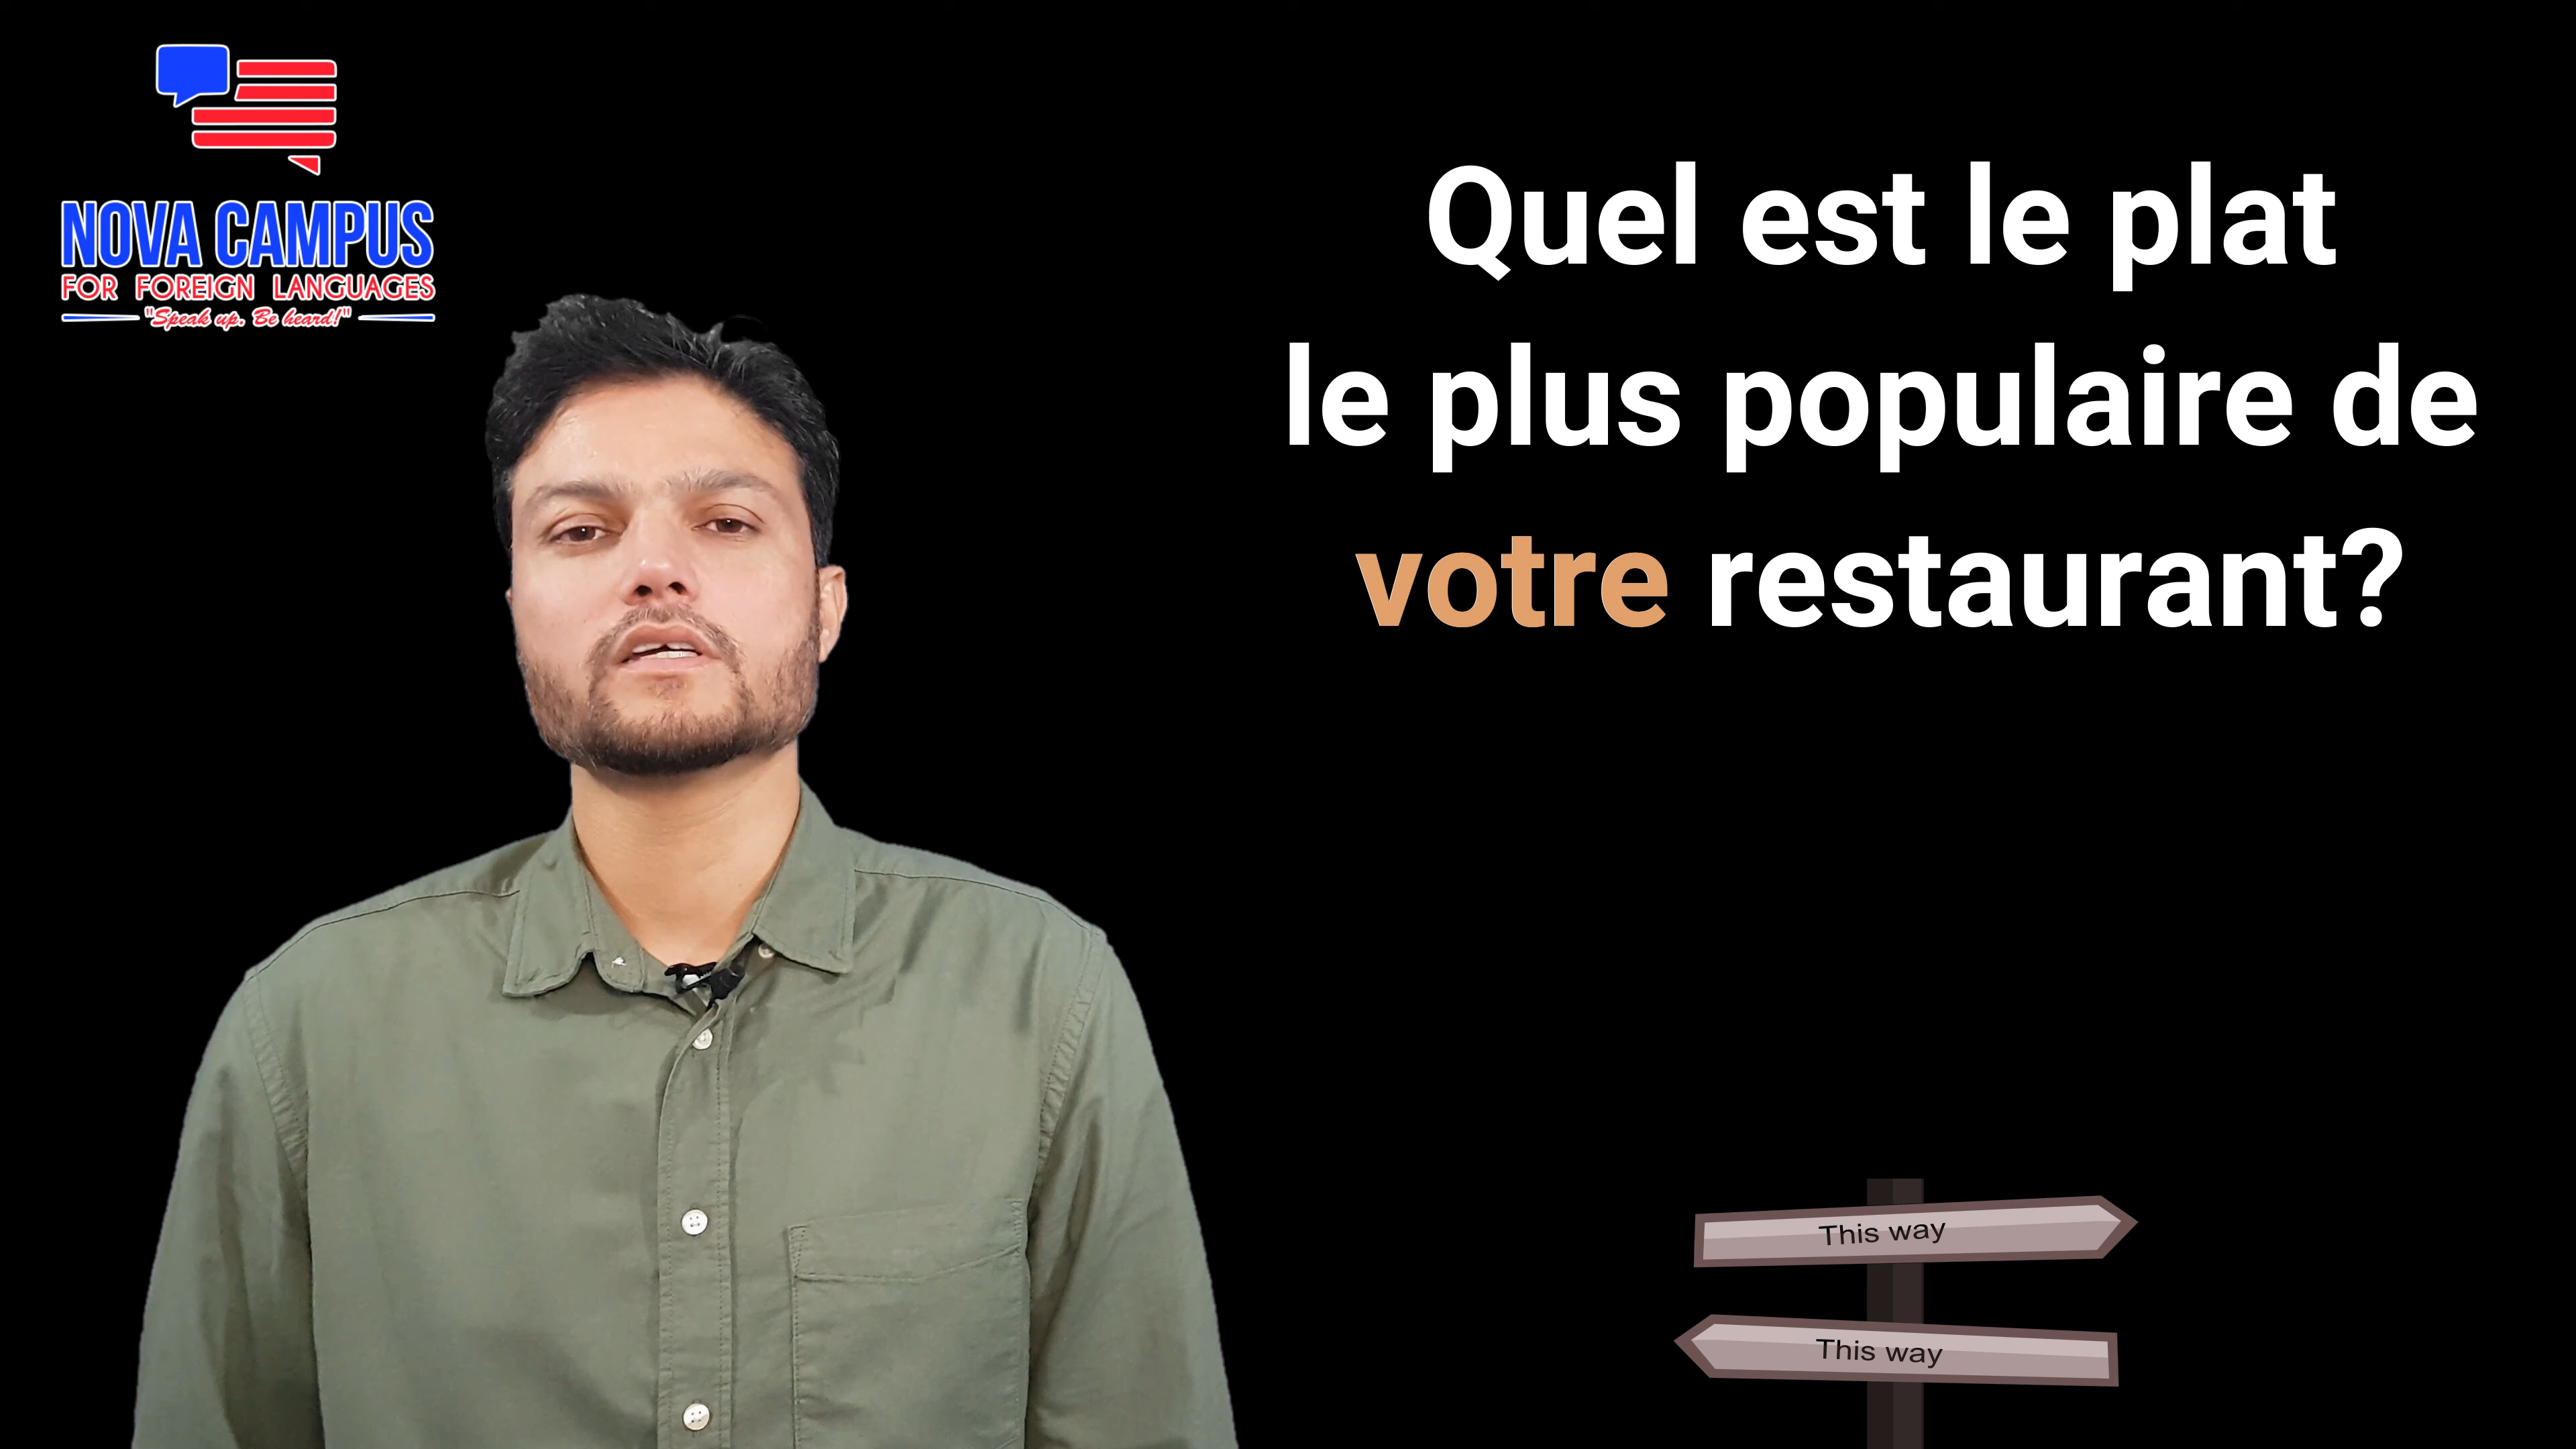 NOVA CAMPUS
FOR FOREIGN LANGUAGES
"Speak up. Be heard!"
Quel est le plat
le plus populaire de
votre restaurant?
This way
This way